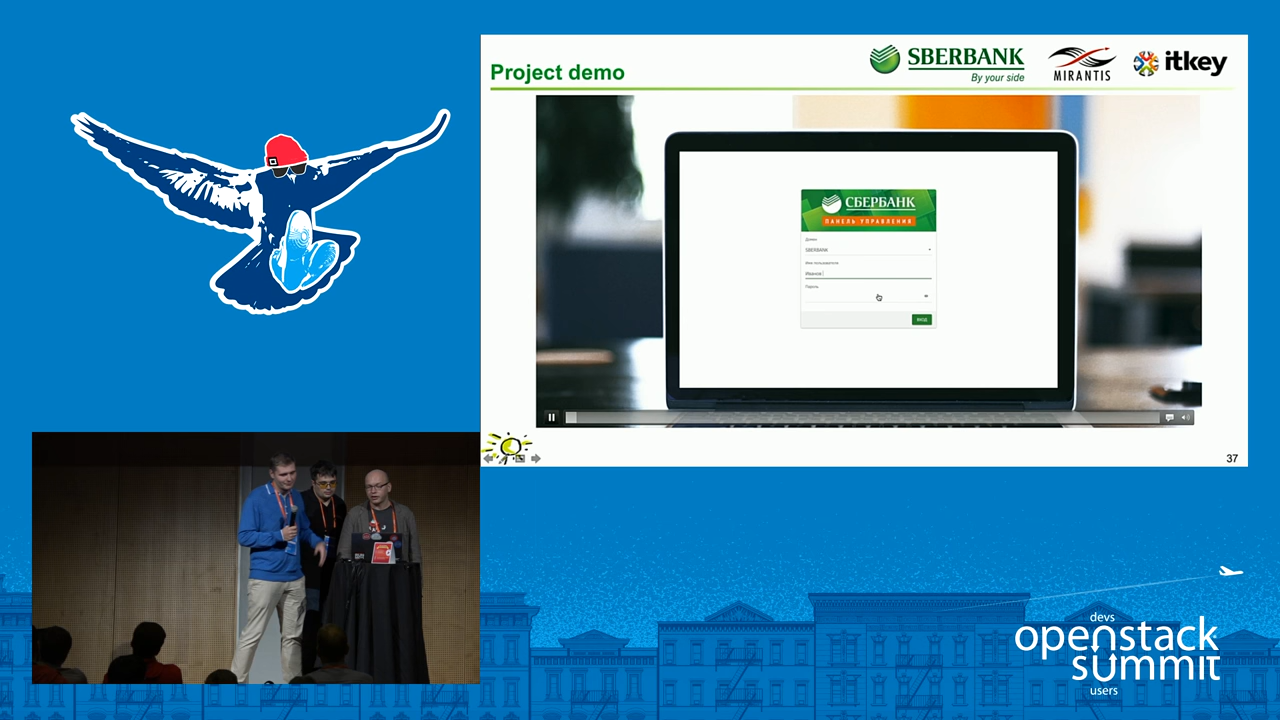 Project demo
SBERBANK
By your side
MIRANTIS
itkey
СБЕРБАНК
ПАНЕЛЬ УПРАВЛЕНИЯ
Домен
SBERBANK
Имя пользователя
Иванов
Пароль
ВХОД
37
devs
openstack
summit
users